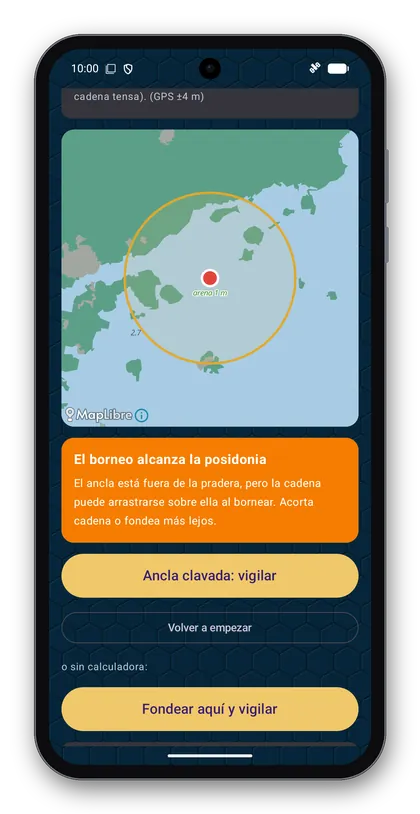 10:00
cadena tensa). (GPS ±4 m)
arena 1 m
2,7
MapLibre
El borneo alcanza la posidonia
El ancla está fuera de la pradera, pero la cadena
puede arrastrarse sobre ella al bornear. Acorta
cadena o fondea más lejos.
Ancla clavada: vigilar
Volver a empezar
o sin calculadora:
Fondear aquí y vigilar